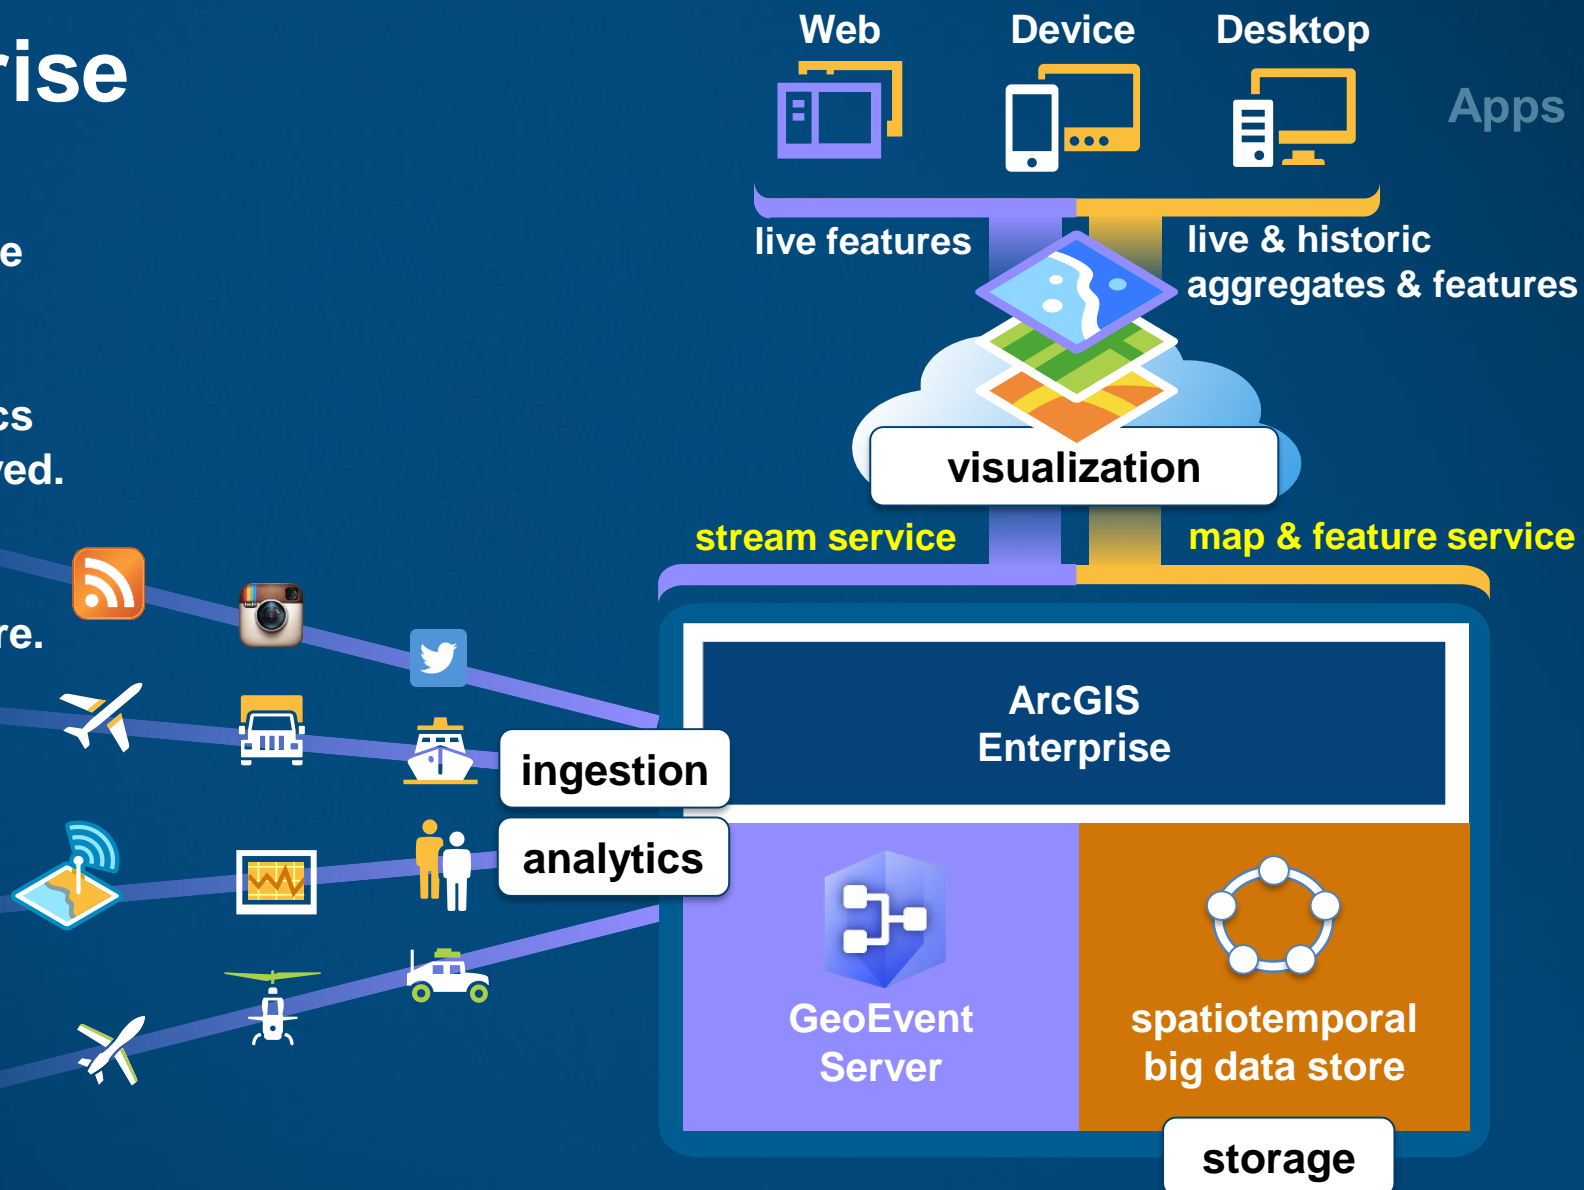 rise
e
cs
ved.
re.
Web
Device
Desktop
Apps
live features
live & historic
aggregates & features
visualization
stream service
map & feature service
ArcGIS
Enterprise
ingestion
analytics
GeoEvent
Server
spatiotemporal
big data store
storage